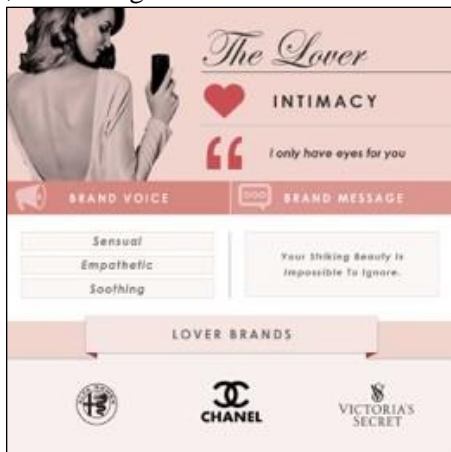 The Lover
INTIMACY
I only have eyes for you
BRAND VOICE
BRAND MESSAGE
Sensual
Empathetic
Soothing
Your Shiking Beauty Is
Impossible To Ignore.
LOVER BRANDS
CHANEL
VICTORIA'S
SECRET